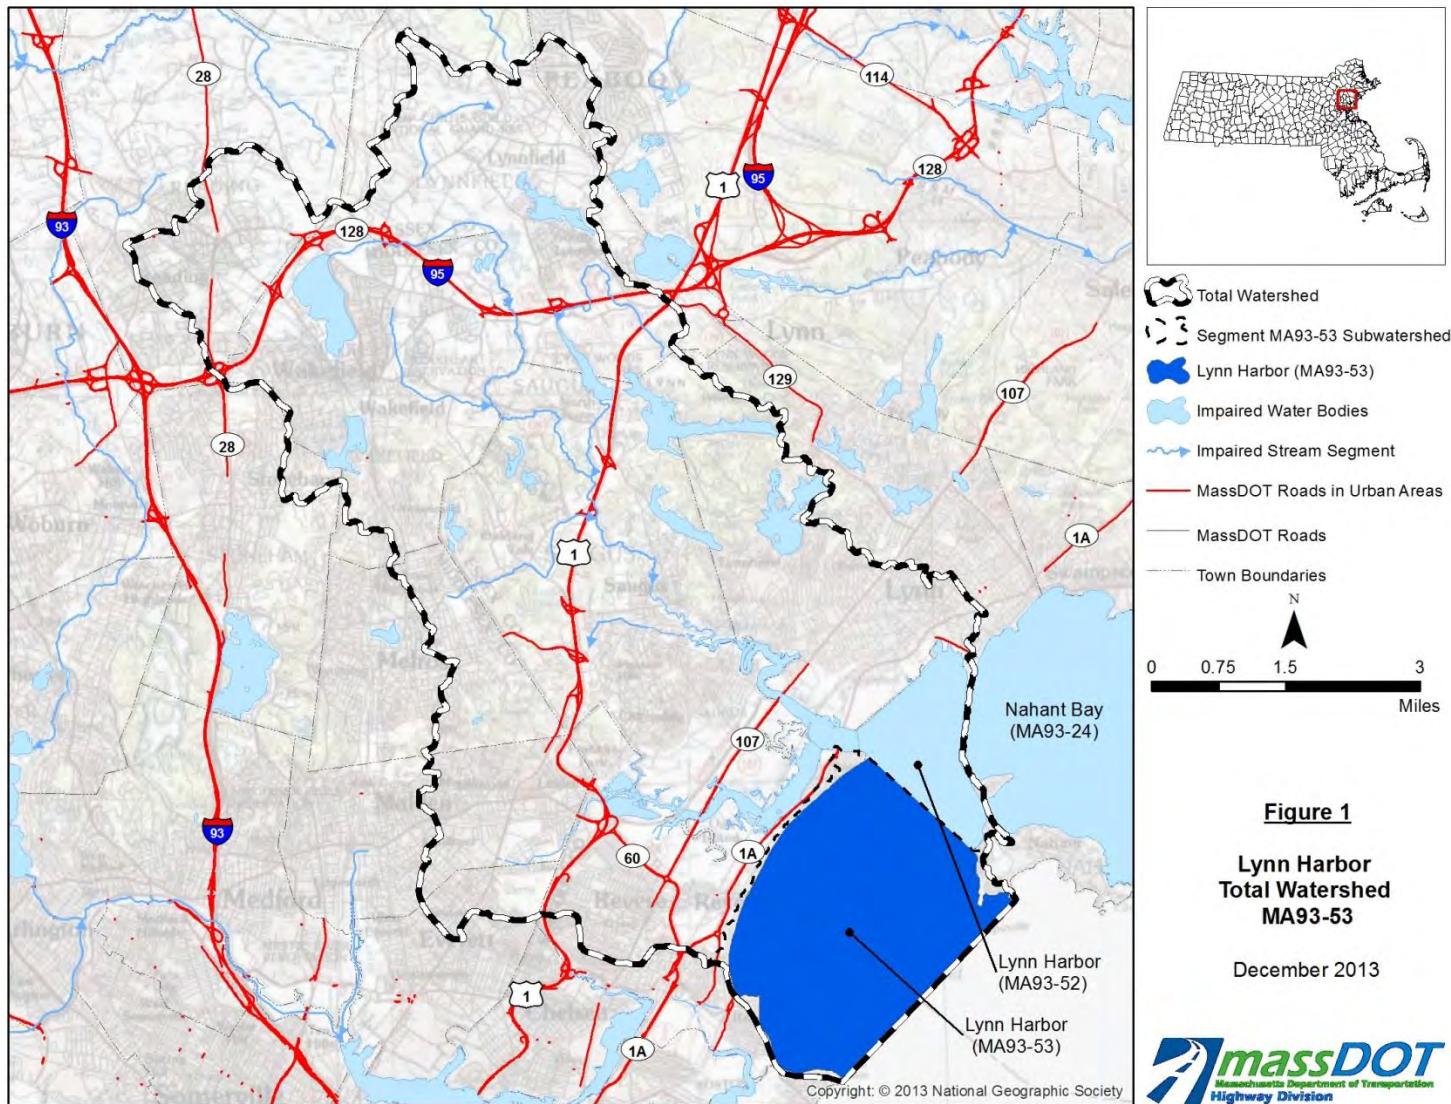 28
114
93
128
1
95
128
95
Lynnfield
Peabody
Lynn
129
107
Wakefield
28
Woburn
1
1A
Lynn
Nahant Bay
(MA93-24)
107
93
60
1A
Medford
Lynn Harbor
(MA93-52)
1
Lynn Harbor
(MA93-53)
1A
Copyright: © 2013 National Geographic Society
Total Watershed
Segment MA93-53 Subwatershed
Lynn Harbor (MA93-53)
Impaired Water Bodies
Impaired Stream Segment
MassDOT Roads in Urban Areas
MassDOT Roads
Town Boundaries
N
0 0.75 1.5 3
Miles
Figure 1
Lynn Harbor
Total Watershed
MA93-53
December 2013
massDOT
Massachusetts Department of Transportation
Highway Division